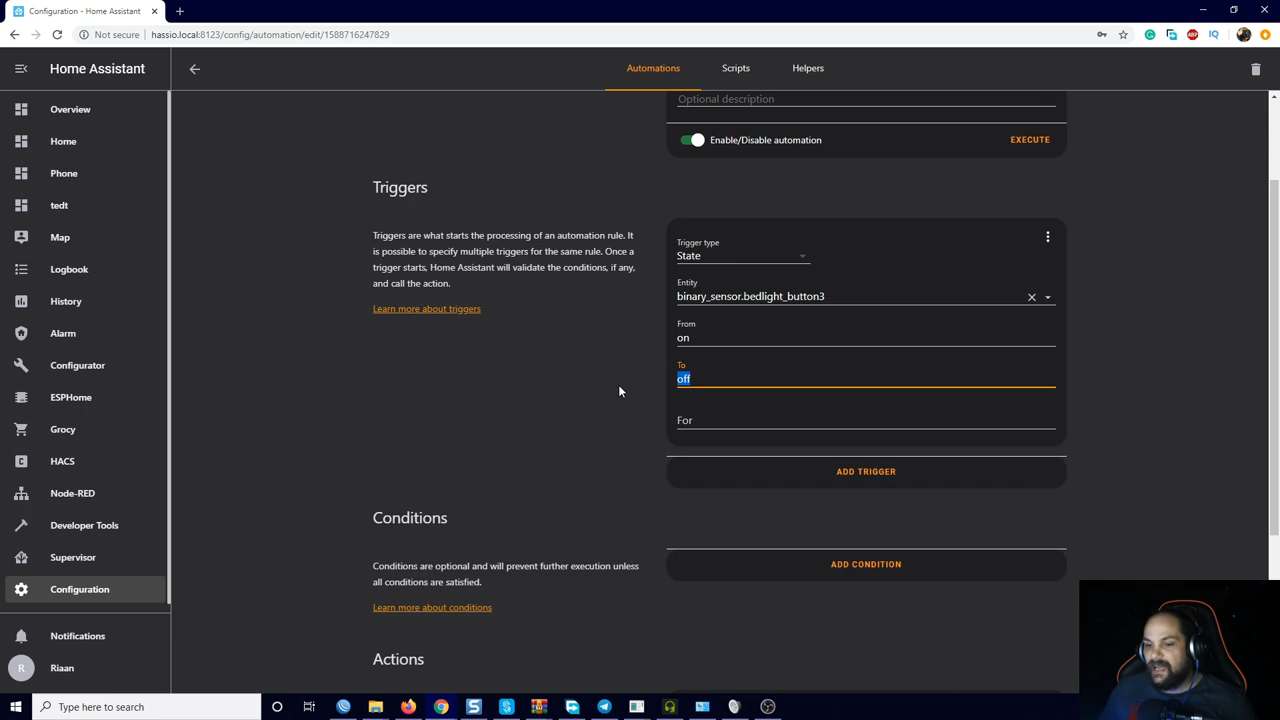 Configuration - Home Assistant
Not secure
hassio.local:8123/config/automation/edit/1588716247829
Home Assistant
Automations
Scripts
Helpers
Overview
Home
Phone
tedt
Map
Logbook
History
Alarm
Configurator
ESPHome
Grocy
HACS
Node-RED
Developer Tools
Supervisor
Configuration
Notifications
R
Riaan
Optional description
Enable/Disable automation
EXECUTE
Triggers
Triggers are what starts the processing of an automation rule. It
is possible to specify multiple triggers for the same rule. Once a
trigger starts, Home Assistant will validate the conditions, if any,
and call the action.
Learn more about triggers
Trigger type
State
Entity
binary_sensor.bedlight_button3
From
on
To
off
For
ADD TRIGGER
Conditions
Conditions are optional and will prevent further execution unless
all conditions are satisfied.
Learn more about conditions
ADD CONDITION
Actions
Type here to search